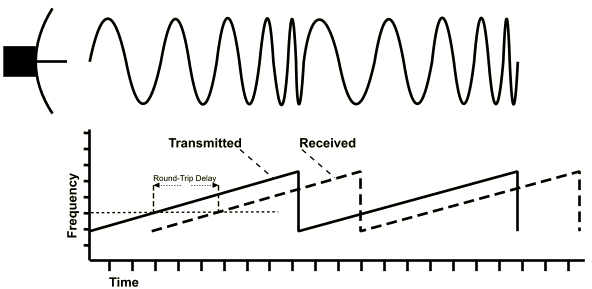 Transmitted
Received
Round-Trip Delay
Frequency
Time